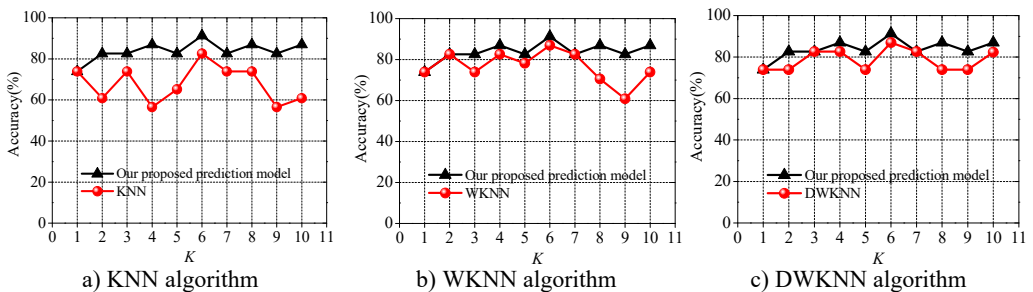 100
80
60
40
20
0
Accuracy(%)
Our proposed prediction model
KNN
0 1 2 3 4 5 6 7 8 9 10 11
K
a) KNN algorithm
100
80
60
40
20
0
Accuracy(%)
Our proposed prediction model
WKNN
0 1 2 3 4 5 6 7 8 9 10 11
K
b) WKNN algorithm
100
80
60
40
20
0
Accuracy(%)
Our proposed prediction model
DWKNN
0 1 2 3 4 5 6 7 8 9 10 11
K
c) DWKNN algorithm